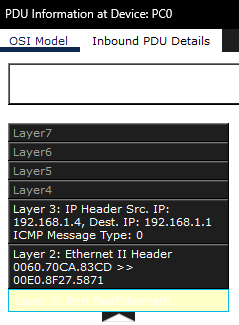 PDU Information at Device: PC0
OSI Model Inbound PDU Details
Layer7
Layer6
Layer5
Layer4
Layer 3: IP Header Src. IP:
192.168.1.4, Dest. IP: 192.168.1.1
ICMP Message Type: 0
Layer 2: Ethernet II Header
0060.70CA.83CD >>
00E0.8F27.5871